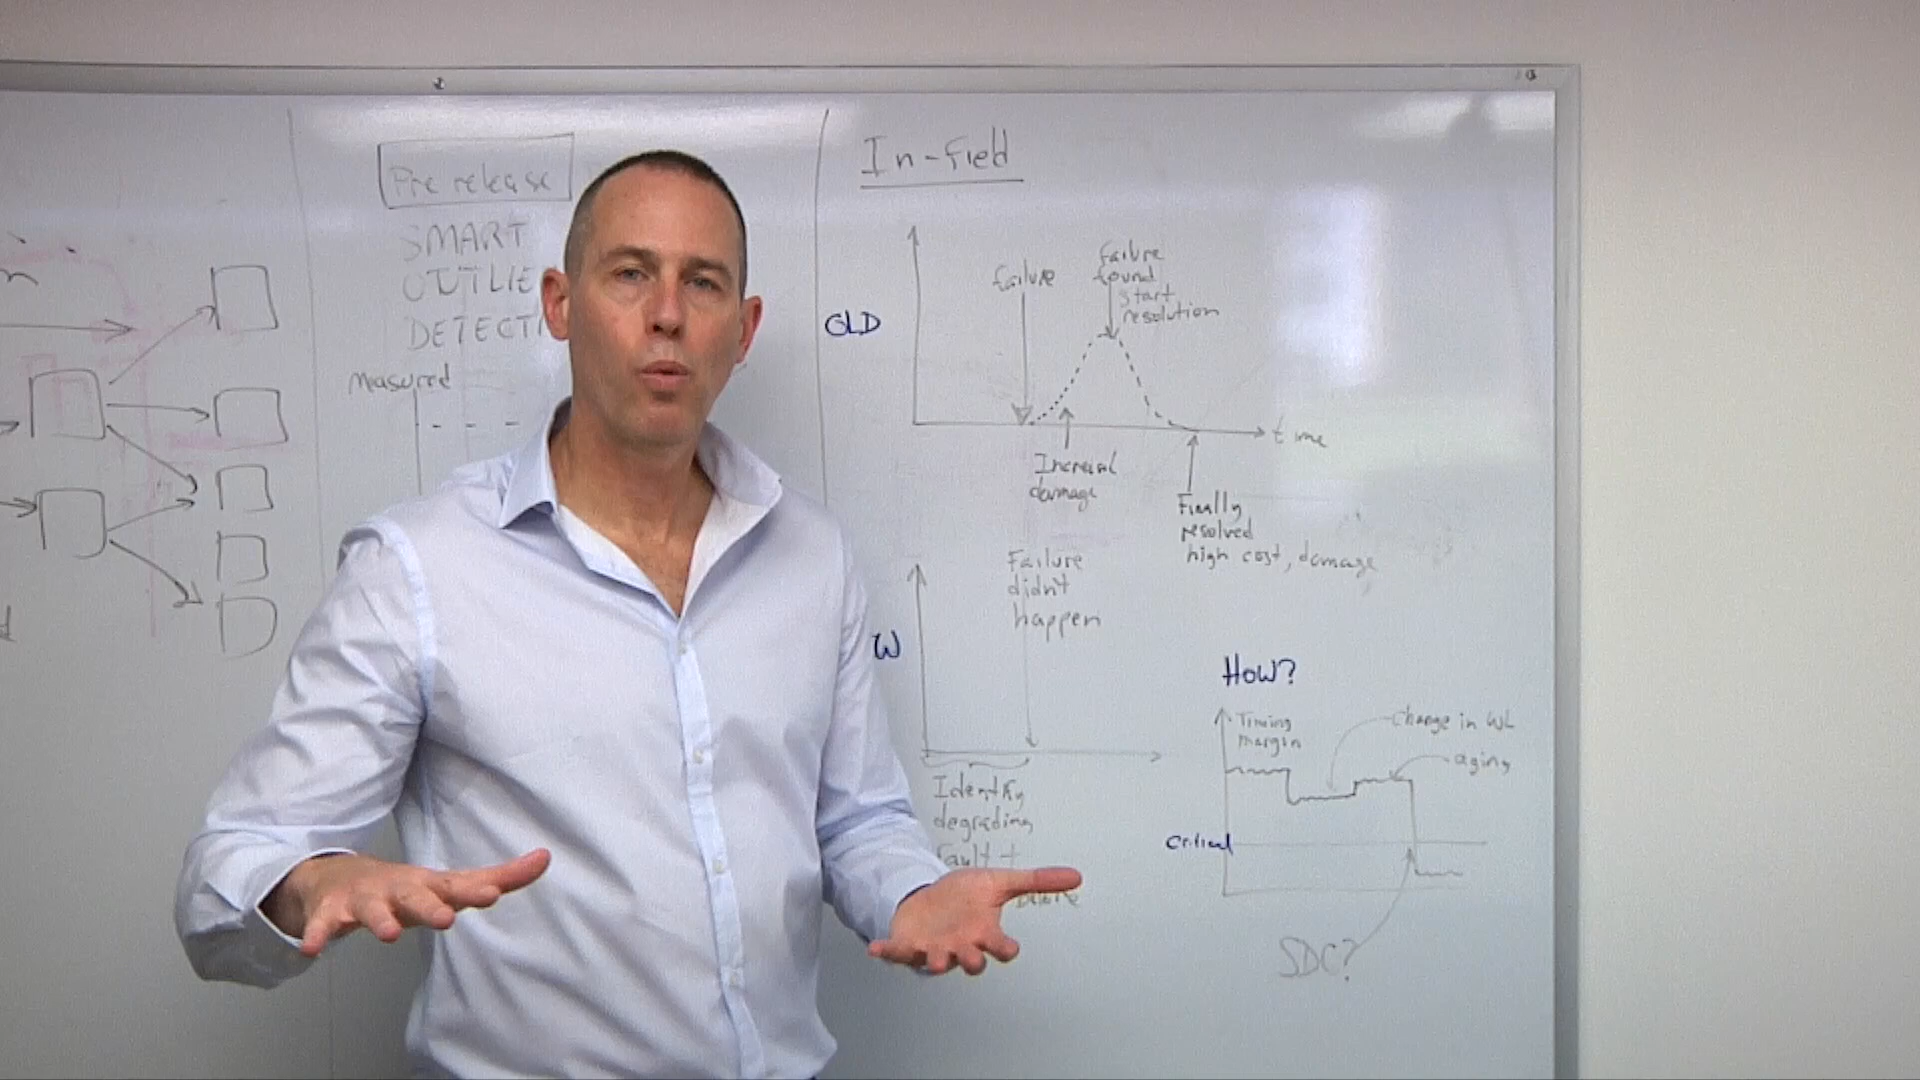 Pre release
SMART
OUTLIE
DETECTI
Measured
In-field
OLD
failure
failure
found
start
resolution
time
Increased
damage
Finally
resolved
high cost, damage
W
Failure
didn't
happen
Identify
degrading
fault +
HOW?
Timing
margin
Change in WL
aging
Critical
SDC?